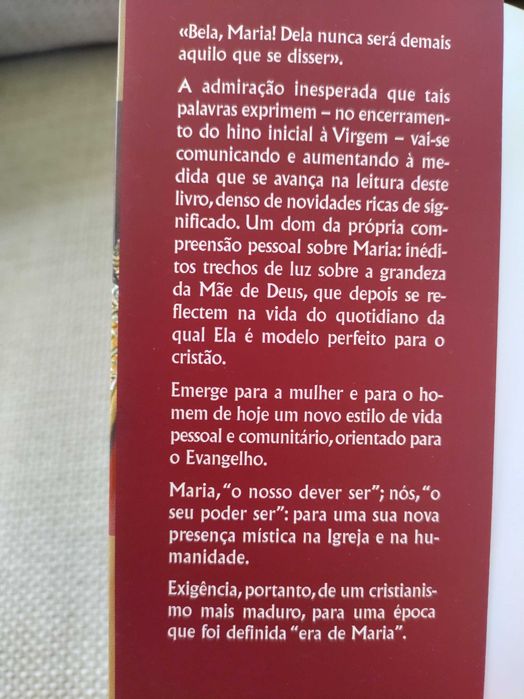 «Bela, Maria! Dela nunca será demais
aquilo que se disser».
A admiração inesperada que tais
palavras exprimem – no encerramen-
to do hino inicial à Virgem – vai-se
comunicando e aumentando à me-
dida que se avança na leitura deste
livro, denso de novidades ricas de sig-
nificado. Um dom da própria com-
preensão pessoal sobre Maria: inédi-
tos trechos de luz sobre a grandeza
da Mãe de Deus, que depois se re-
flectem na vida do quotidiano da
qual Ela é modelo perfeito para o
cristão.
Emerge para a mulher e para o ho-
mem de hoje um novo estilo de vida
pessoal e comunitário, orientado para
o Evangelho.
Maria, “o nosso dever ser”; nós, “o
seu poder ser”: para uma sua nova
presença mística na Igreja e na hu-
manidade.
Exigência, portanto, de um cristianis-
mo mais maduro, para uma época
que foi definida “era de Maria”.